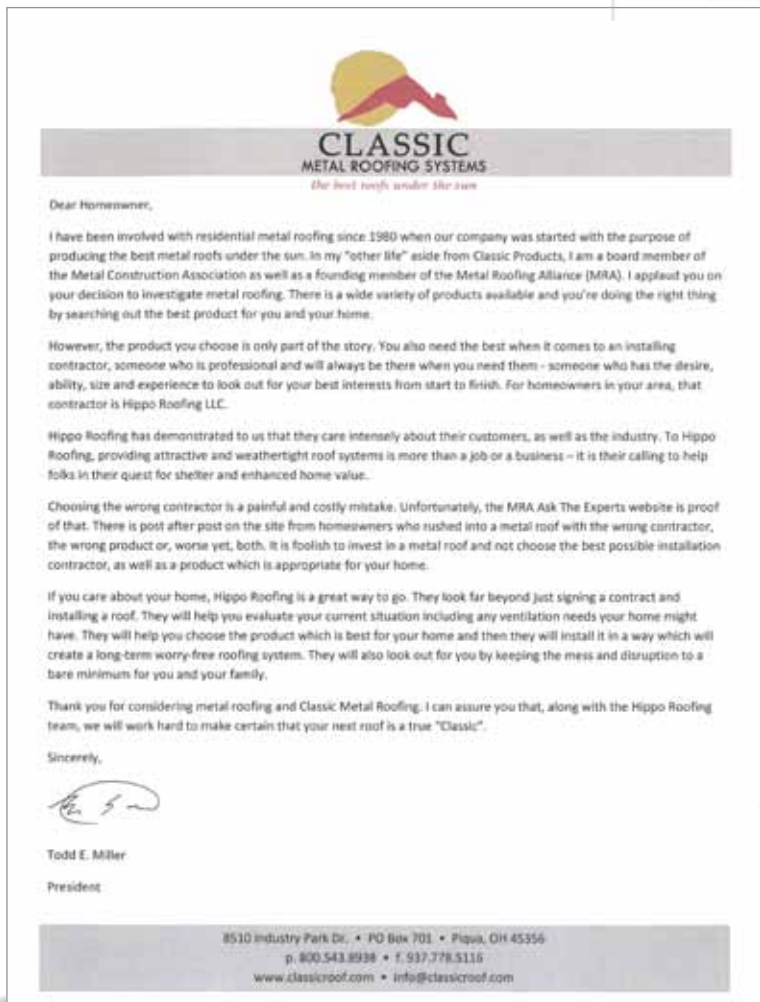 CLASSIC
METAL ROOFING SYSTEMS
the best roofs under the sun
Dear Homeowner,
I have been involved with residential metal roofing since 1980 when our company was started with the purpose of
producing the best metal roofs under the sun. In my "other life" aside from Classic Products, I am a board member of
the Metal Construction Association as well as a founding member of the Metal Roofing Alliance (MRA). I applaud you on
your decision to investigate metal roofing. There is a wide variety of products available and you're doing the right thing
by searching out the best product for you and your home.
However, the product you choose is only part of the story. You also need the best when it comes to an installing
contractor, someone who is professional and will always be there when you need them - someone who has the desire,
ability, size and experience to look out for your best interests from start to finish. For homeowners in your area, that
contractor is Hippo Roofing LLC.
Hippo Roofing has demonstrated to us that they care intensely about their customers, as well as the industry. To Hippo
Roofing, providing attractive and weathertight roof systems is more than a job or a business – it is their calling to help
folks in their quest for shelter and enhanced home value.
Choosing the wrong contractor is a painful and costly mistake. Unfortunately, the MRA Ask The Experts website is proof
of that. There is post after post on the site from homeowners who rushed into a metal roof with the wrong contractor,
the wrong product or, worse yet, both. It is foolish to invest in a metal roof and not choose the best possible installation
contractor, as well as a product which is appropriate for your home.
If you care about your home, Hippo Roofing is a great way to go. They look far beyond just signing a contract and
installing a roof. They will help you evaluate your current situation including any ventilation needs your home might
have. They will help you choose the product which is best for your home and then they will install it in a way which will
create a long-term worry-free roofing system. They will also look out for you by keeping the mess and disruption to a
bare minimum for you and your family.
Thank you for considering metal roofing and Classic Metal Roofing. I can assure you that, along with the Hippo Roofing
team, we will work hard to make certain that your next roof is a true "Classic".
Sincerely,
Todd E. Miller
President
8510 Industry Park Dr. • PO Box 701 • Piqua, OH 45356
p. 800.543.8938 • f. 937.778.5116
www.classicroof.com • info@classicroof.com